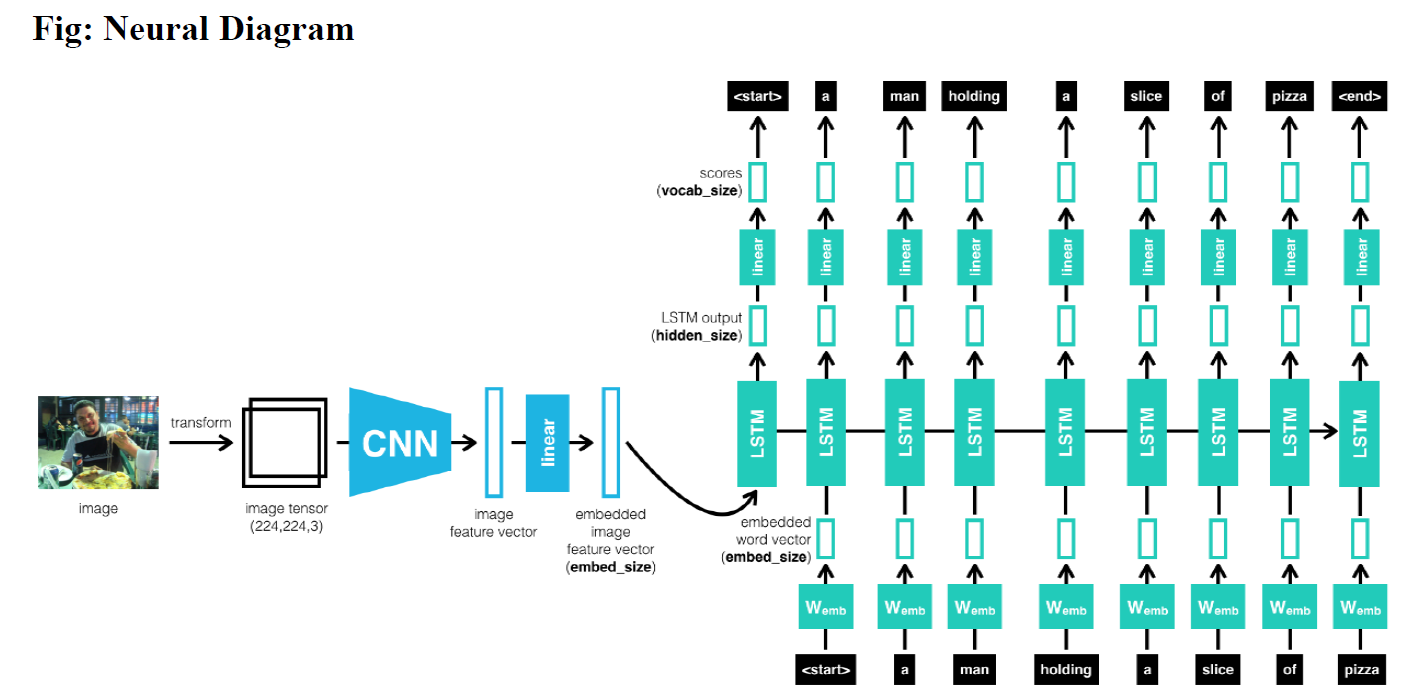 Fig: Neural Diagram
<start> a man holding a slice of pizza <end>
scores
(vocab_size)
linear linear linear linear linear linear linear linear linear
LSTM output
(hidden_size)
LSTM LSTM LSTM LSTM LSTM LSTM LSTM LSTM LSTM
transform
CNN
linear
image
image tensor
(224,224,3)
image
feature vector
embedded
image
feature vector
(embed_size)
embedded
word vector
(embed_size)
Wemb Wemb Wemb Wemb Wemb Wemb Wemb Wemb
<start> a man holding a slice of pizza